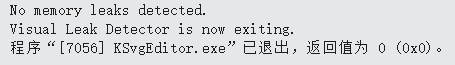 No memory leaks detected.
Visual Leak Detector is now exiting.
程序“[7056] KSvgEditor.exe”已退出，返回值为 0 (0x0)。